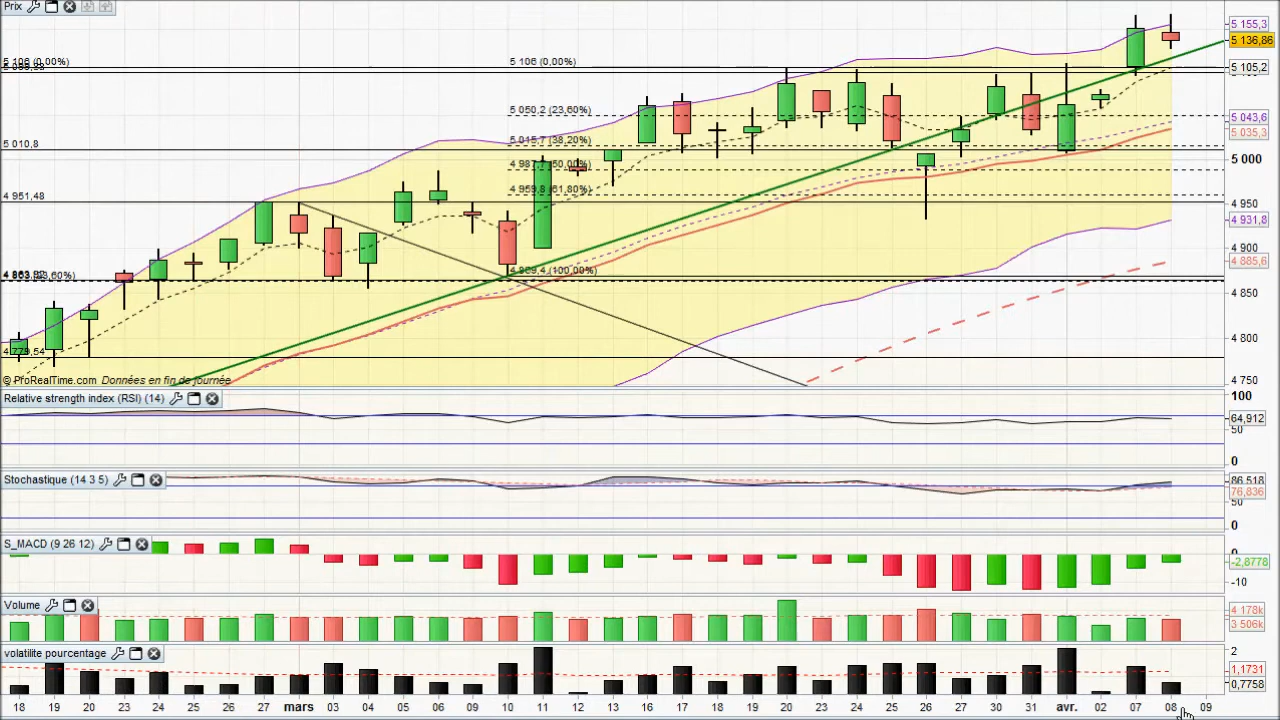 Prix
5 155,3
5 136,86
5 106 (0,00%)
5 106 (0,00%)
5 105,2
5 050,2 (23,60%)
5 043,6
5 035,3
5 010,8
5 015,7 (38,20%)
5 000
4 987,7 (50,00%)
4 959,8 (61,80%)
4 951,48
4 950
4 931,8
4 900
4 885,6
4 869,4 (100,00%)
4 850
4 800
4 779,54
4 750
© ProRealTime.com Données en fin de journée
Relative strength index (RSI) (14)
100
64,912
50
0
Stochastique (14 3 5)
86,518
76,836
50
0
S_MACD (9 26 12)
0
-2,8778
-10
Volume
4 178k
3 506k
volatilite pourcentage
2
1,1731
0,7758
18 19 20 23 24 25 26 27 mars 03 04 05 06 09 10 11 12 13 16 17 18 19 20 23 24 25 26 27 30 31 avr. 02 07 08 09